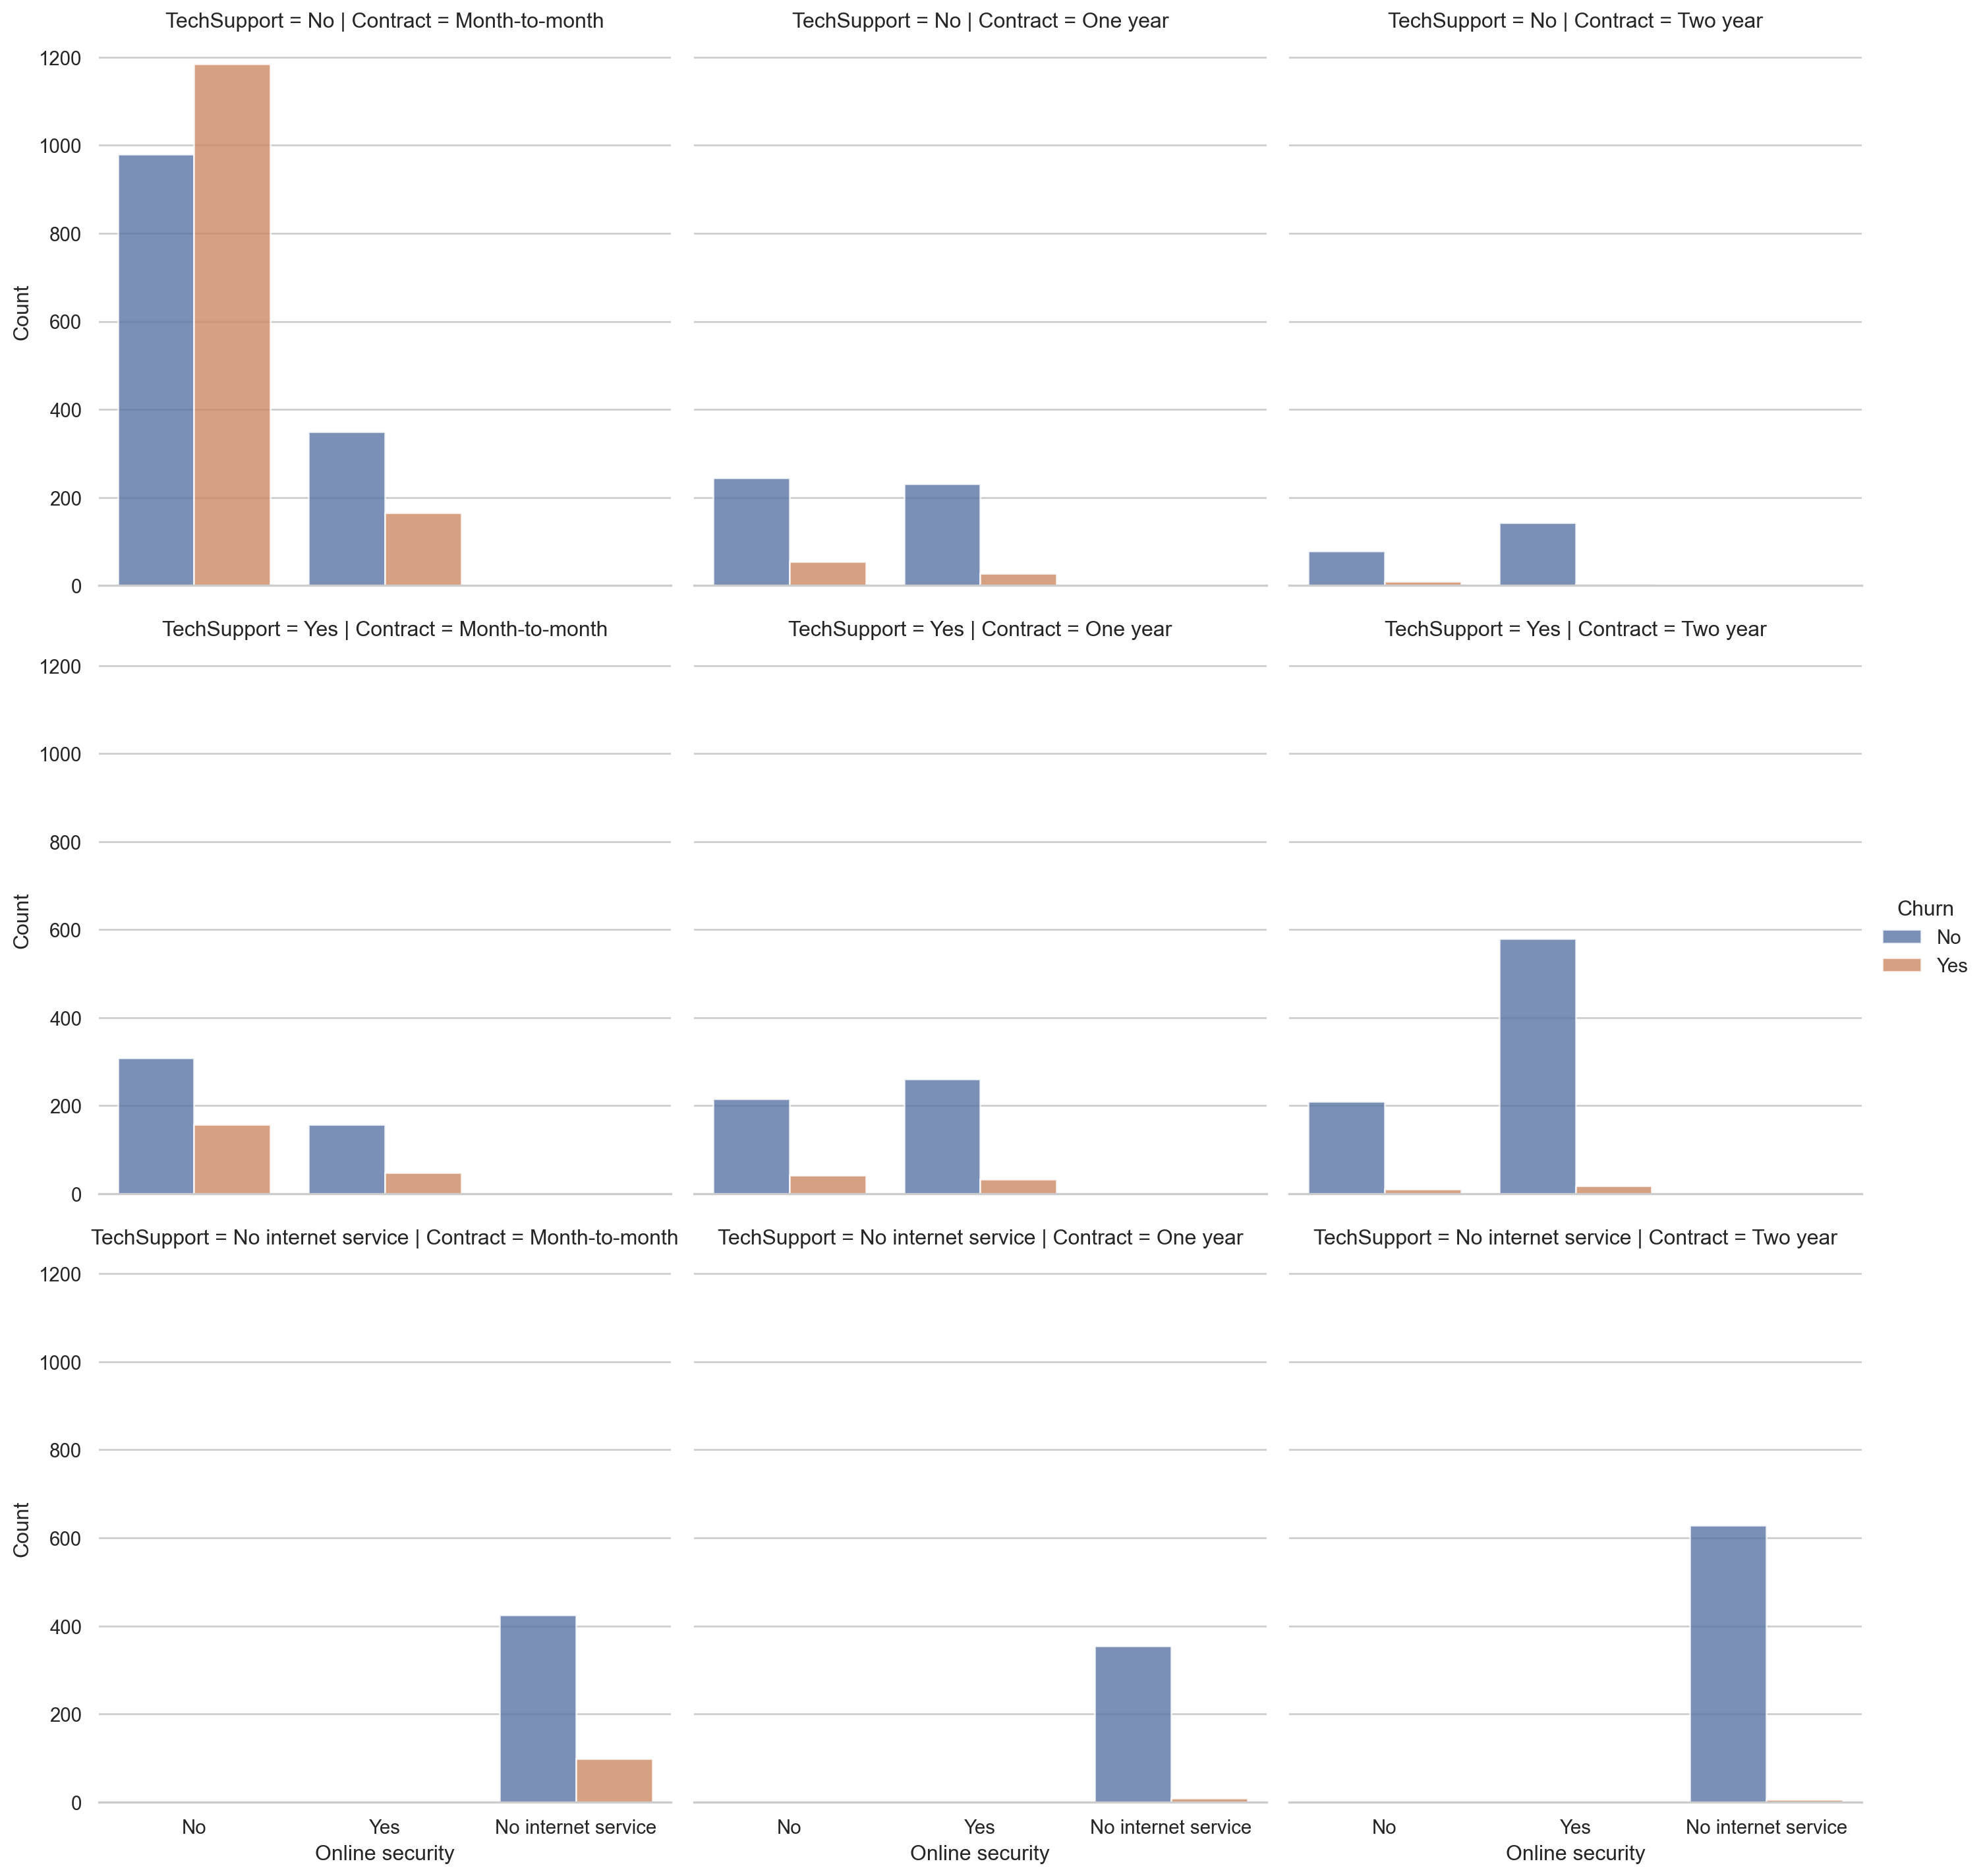 TechSupport = No | Contract = Month-to-month
TechSupport = No | Contract = One year
TechSupport = No | Contract = Two year
1200
1000
800
600
400
200
0
Count
TechSupport = Yes | Contract = Month-to-month
TechSupport = Yes | Contract = One year
TechSupport = Yes | Contract = Two year
1200
1000
800
600
400
200
0
Count
Churn
No
Yes
TechSupport = No internet service | Contract = Month-to-month
TechSupport = No internet service | Contract = One year
TechSupport = No internet service | Contract = Two year
1200
1000
800
600
400
200
0
Count
No Yes No internet service
Online security
No Yes No internet service
Online security
No Yes No internet service
Online security